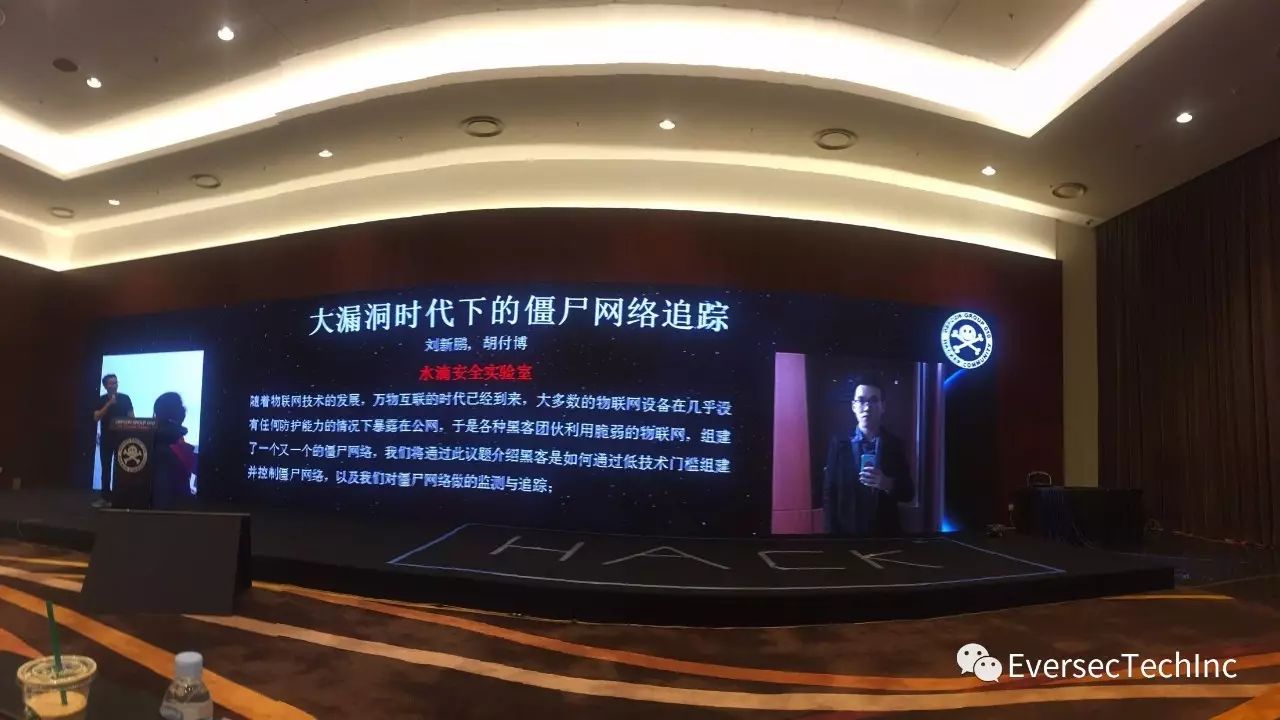 大漏洞时代下的僵尸网络追踪
刘新鹏，胡付博
水滴安全实验室
随着物联网技术的发展，万物互联的时代已经到来，大多数的物联网设备在几乎没
有任何防护能力的情况下暴露在公网，于是各种黑客团伙利用脆弱的物联网，组建
了一个又一个的僵尸网络，我们将通过此议题介绍黑客是如何通过低技术门槛组建
并控制僵尸网络，以及我们对僵尸网络做的监测与追踪；
DEFCON GROUP 010
HACK
EversecTechInc